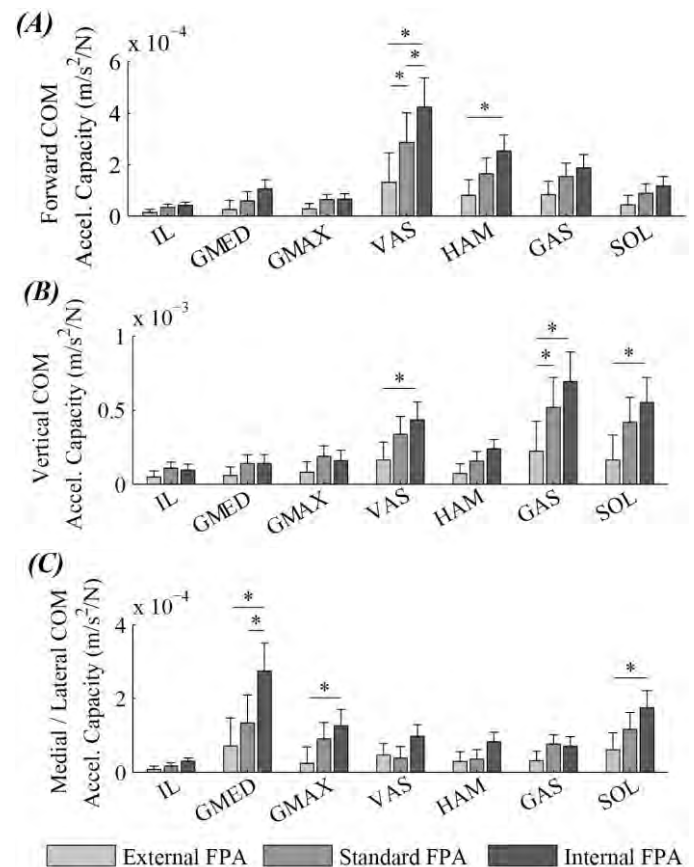 (A)
x 10⁻⁴
Forward COM
Accel. Capacity (m/s²/N)
6
4
2
0
* * * *
IL GMED GMAX VAS HAM GAS SOL
(B)
x 10⁻³
Vertical COM
Accel. Capacity (m/s²/N)
1
0.5
0
* * * *
IL GMED GMAX VAS HAM GAS SOL
(C)
x 10⁻⁴
Medial / Lateral COM
Accel. Capacity (m/s²/N)
4
2
0
* * * *
IL GMED GMAX VAS HAM GAS SOL
External FPA Standard FPA Internal FPA